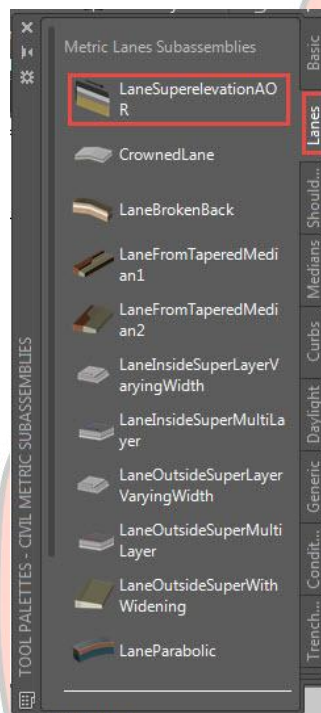 Metric Lanes Subassemblies
LaneSuperelevationAO
R
CrownedLane
LaneBrokenBack
LaneFromTaperedMedi
an1
LaneFromTaperedMedi
an2
LaneInsideSuperLayerV
aryingWidth
LaneInsideSuperMultiLa
yer
LaneOutsideSuperLayer
VaryingWidth
LaneOutsideSuperMulti
Layer
LaneOutsideSuperWith
Widening
LaneParabolic
TOOL PALETTES - CIVIL METRIC SUBASSEMBLIES
Basic
Lanes
Should...
Medians
Curbs
Daylight
Generic
Condit...
Trench...